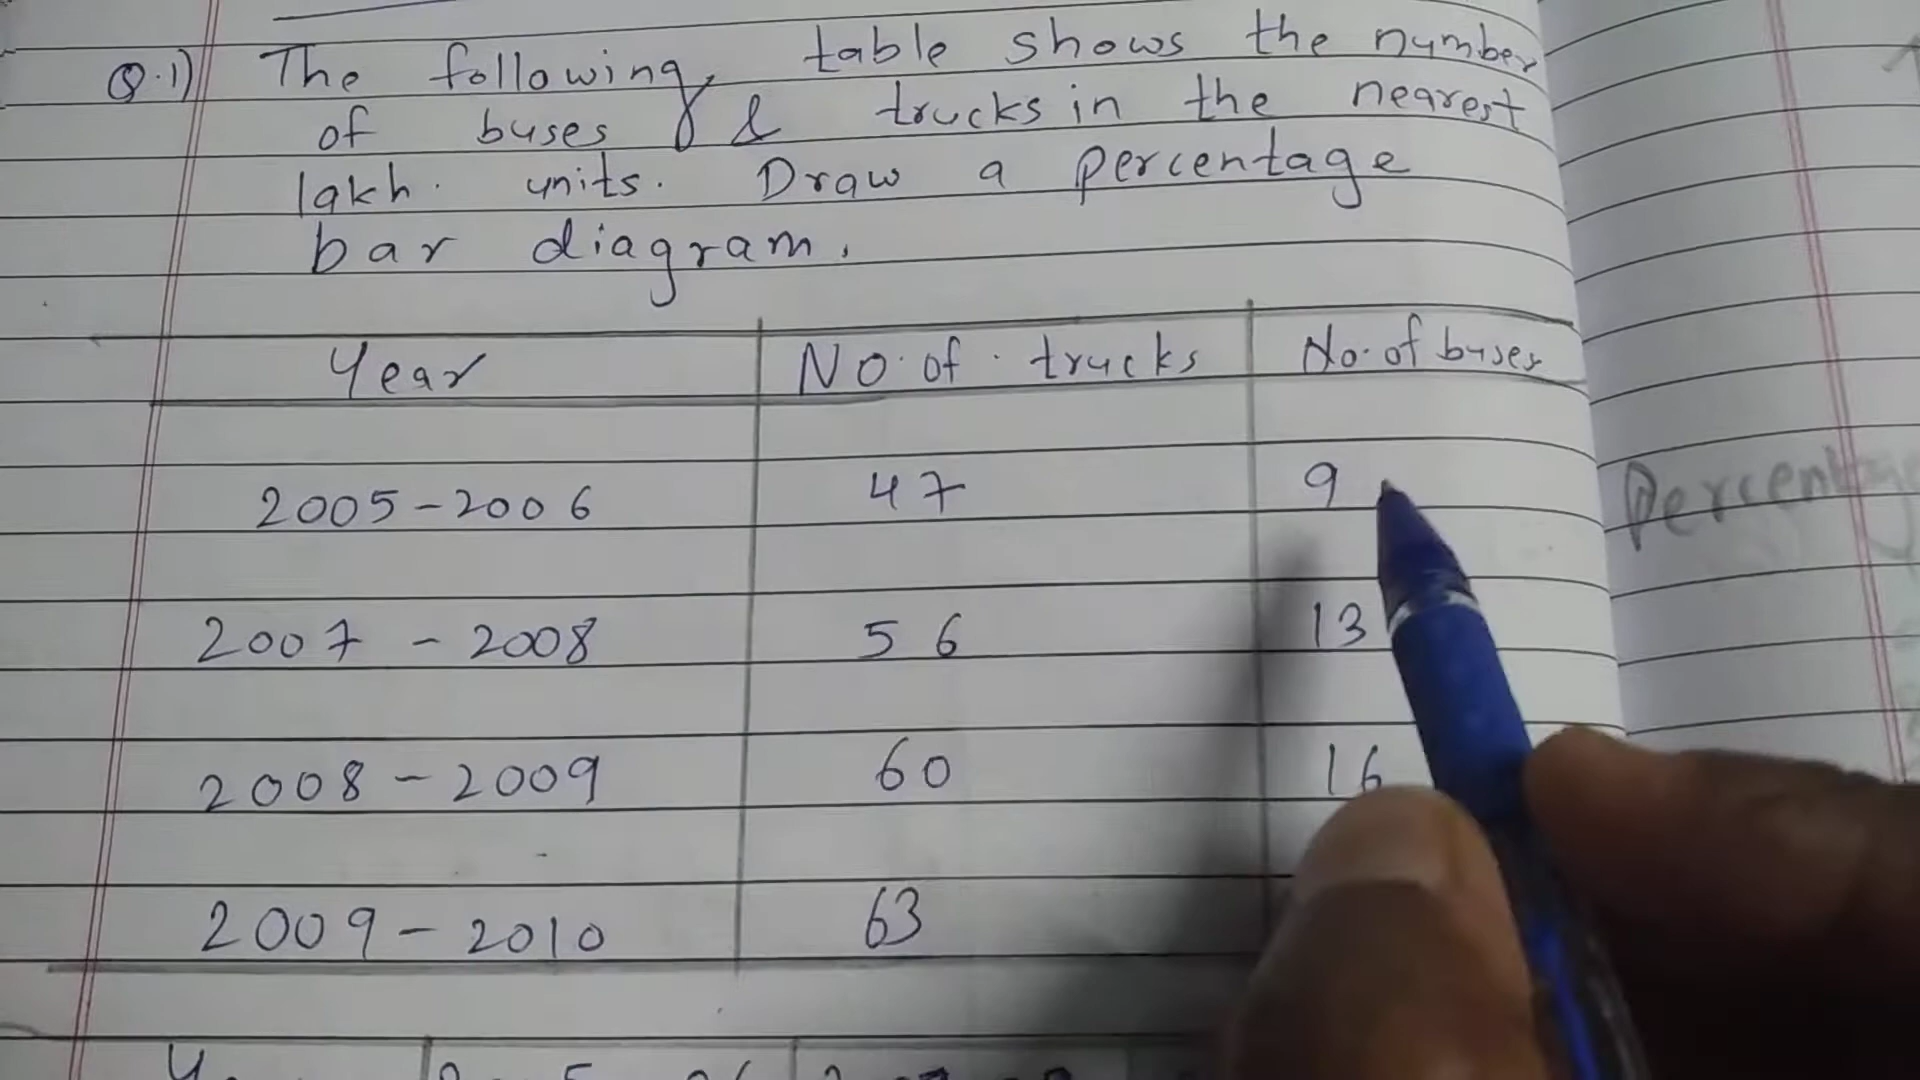 Q.1) The following table shows the number
of buses & trucks in the nearest
lakh. units. Draw a percentage
bar diagram.
Year No. of. trucks No. of buses
2005-2006 47 9
2007 - 2008 56 13
2008-2009 60 16
2009-2010 63